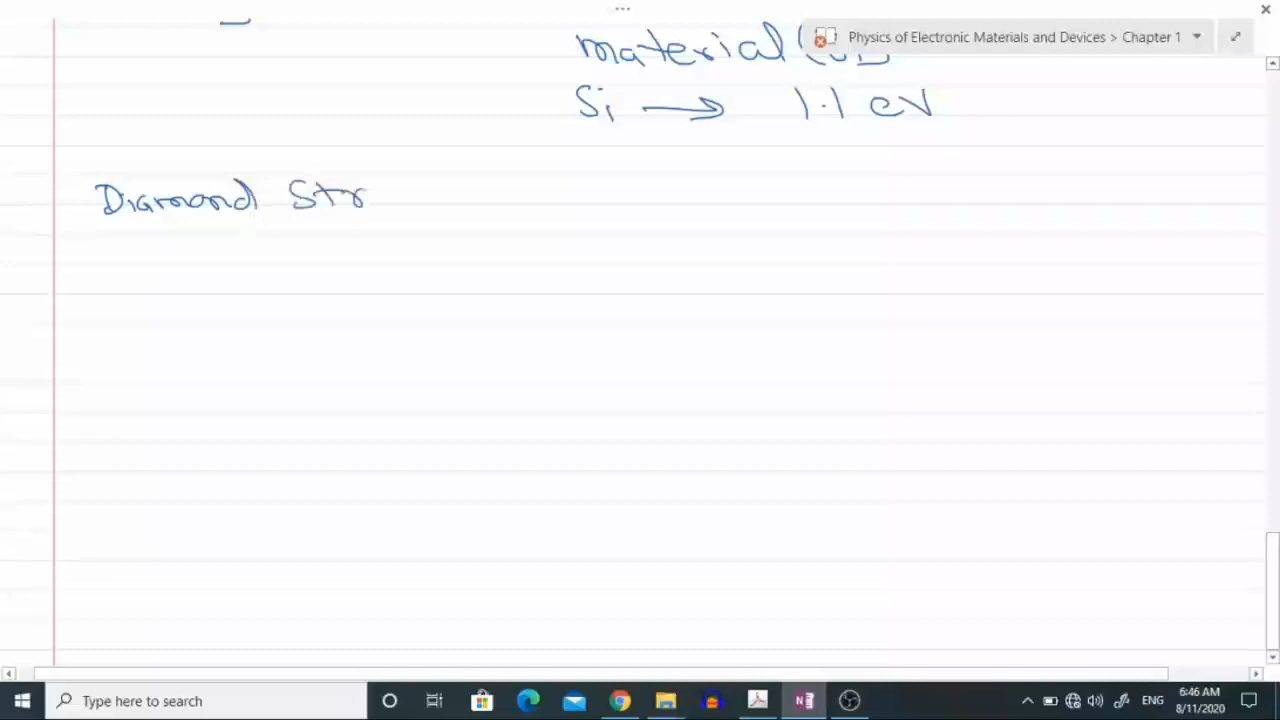 Physics of Electronic Materials and Devices > Chapter 1
material
Si → 1.1 eV
Diamond Str
Type here to search
ENG
6:46 AM
8/11/2020